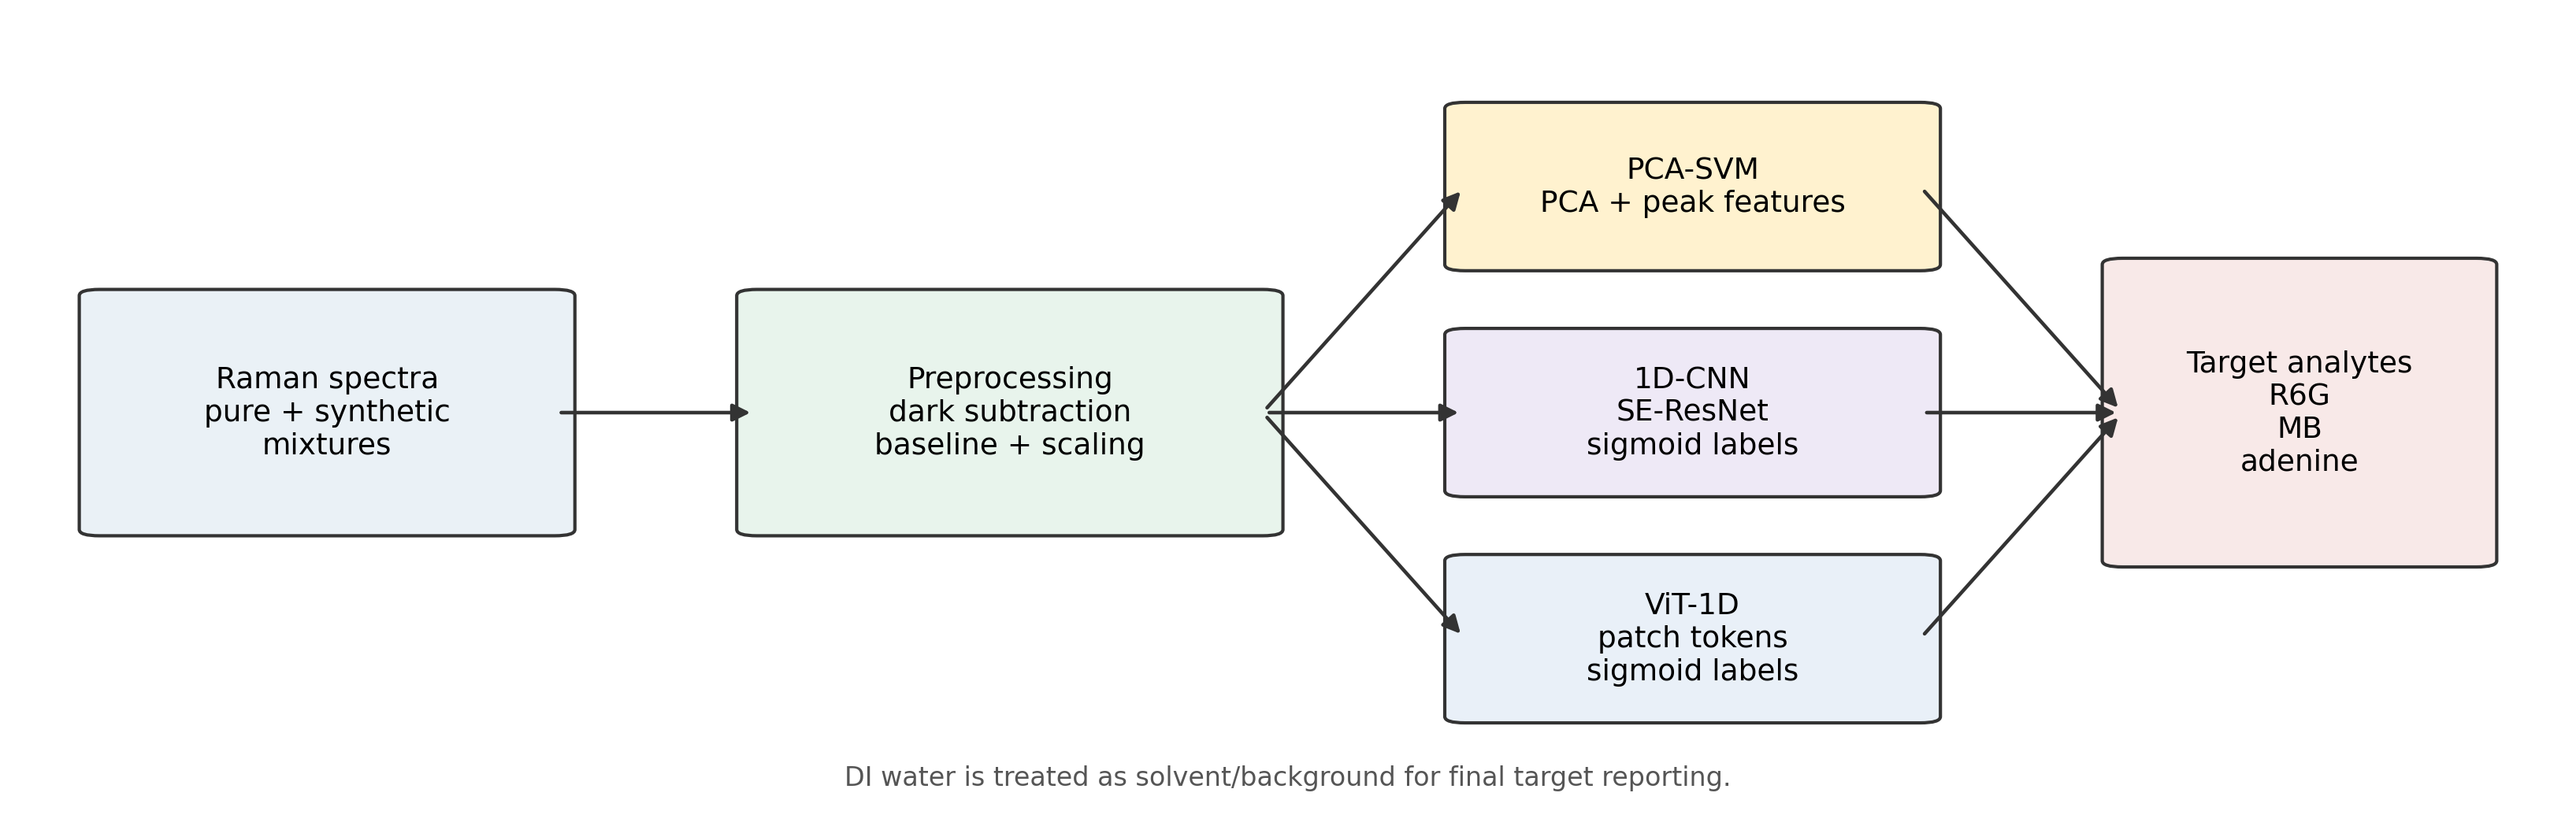 Raman spectra
pure + synthetic
mixtures
Preprocessing
dark subtraction
baseline + scaling
PCA-SVM
PCA + peak features
1D-CNN
SE-ResNet
sigmoid labels
ViT-1D
patch tokens
sigmoid labels
Target analytes
R6G
MB
adenine
DI water is treated as solvent/background for final target reporting.